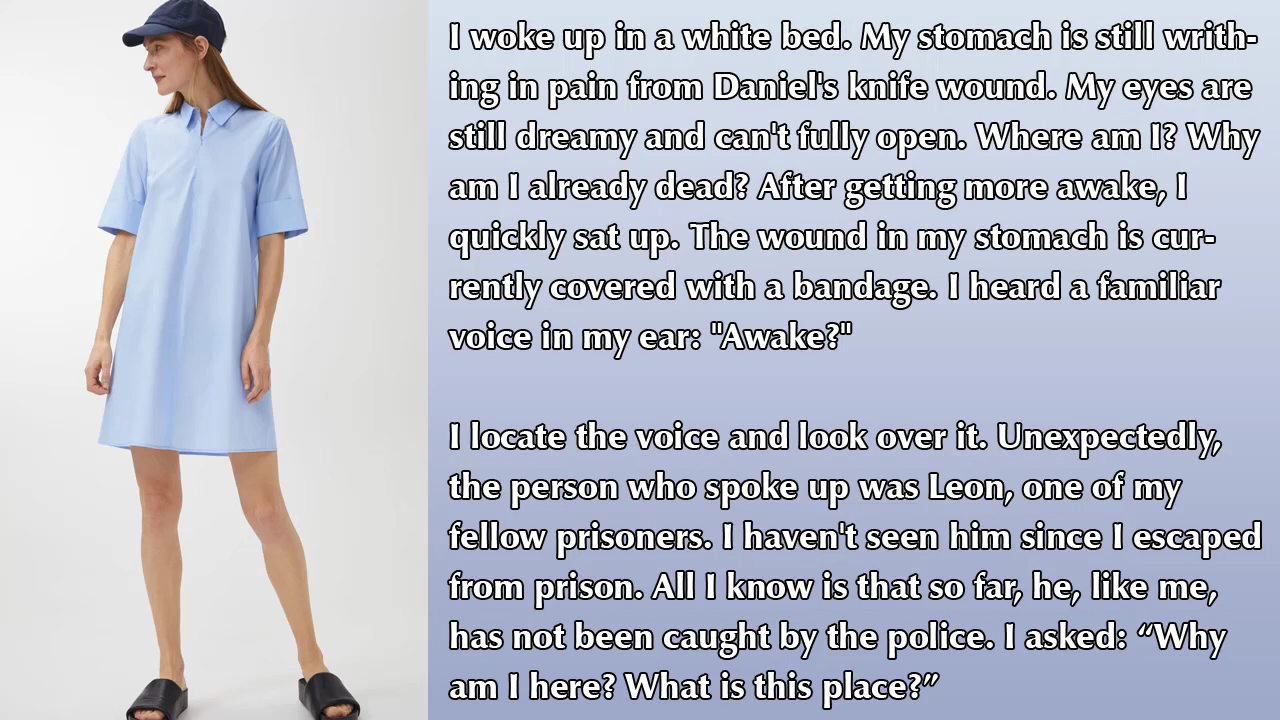 I woke up in a white bed. My stomach is still writh-
ing in pain from Daniel's knife wound. My eyes are
still dreamy and can't fully open. Where am I? Why
am I already dead? After getting more awake, I
quickly sat up. The wound in my stomach is cur-
rently covered with a bandage. I heard a familiar
voice in my ear: "Awake?"
I locate the voice and look over it. Unexpectedly,
the person who spoke up was Leon, one of my
fellow prisoners. I haven't seen him since I escaped
from prison. All I know is that so far, he, like me,
has not been caught by the police. I asked: “Why
am I here? What is this place?”